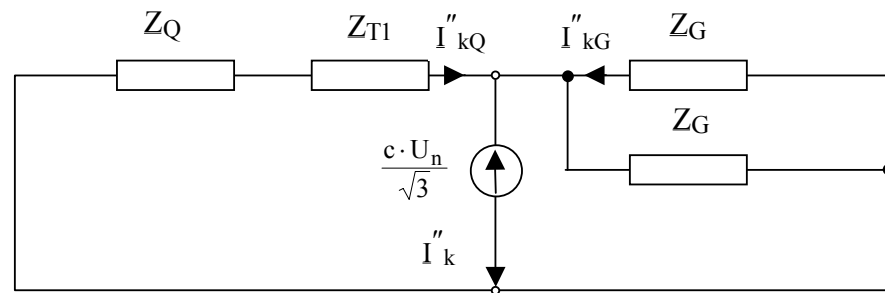 Z_Q
Z_T1
I″_kQ
I″_kG
Z_G
Z_G
c · U_n
√3
I″_k